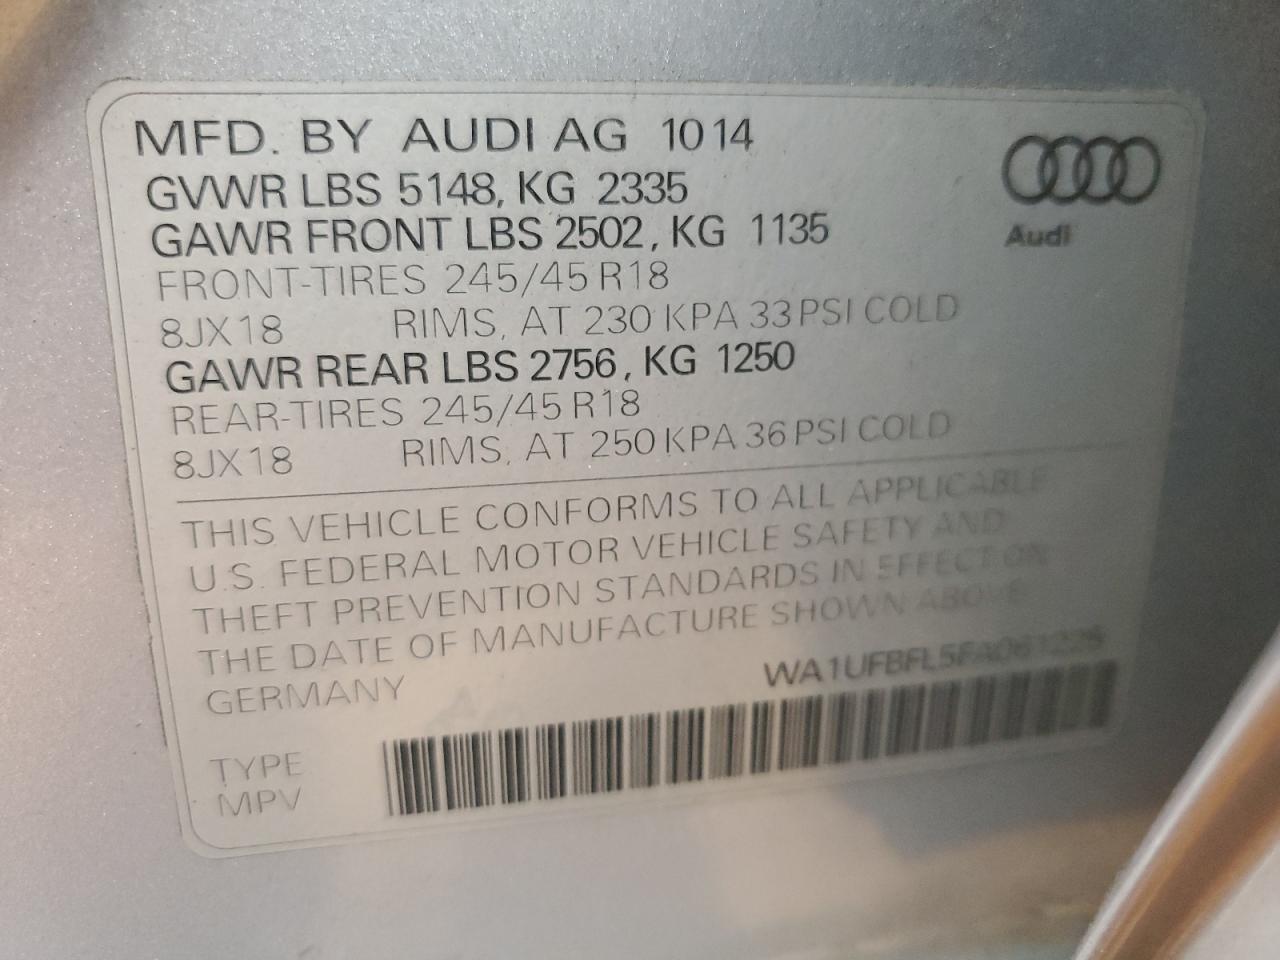 MFD. BY AUDI AG 10 14
GVWR LBS 5148, KG 2335
GAWR FRONT LBS 2502, KG 1135
Audi
FRONT-TIRES 245/45 R18
8JX18 RIMS, AT 230 KPA 33 PSI COLD
GAWR REAR LBS 2756, KG 1250
REAR-TIRES 245/45 R18
8JX18 RIMS, AT 250 KPA 36 PSI COLD
THIS VEHICLE CONFORMS TO ALL APPLICABLE
U.S. FEDERAL MOTOR VEHICLE SAFETY AND
THEFT PREVENTION STANDARDS IN EFFECT ON
THE DATE OF MANUFACTURE SHOWN ABOVE
GERMANY
WA1UFBFL5FA061225
TYPE
MPV